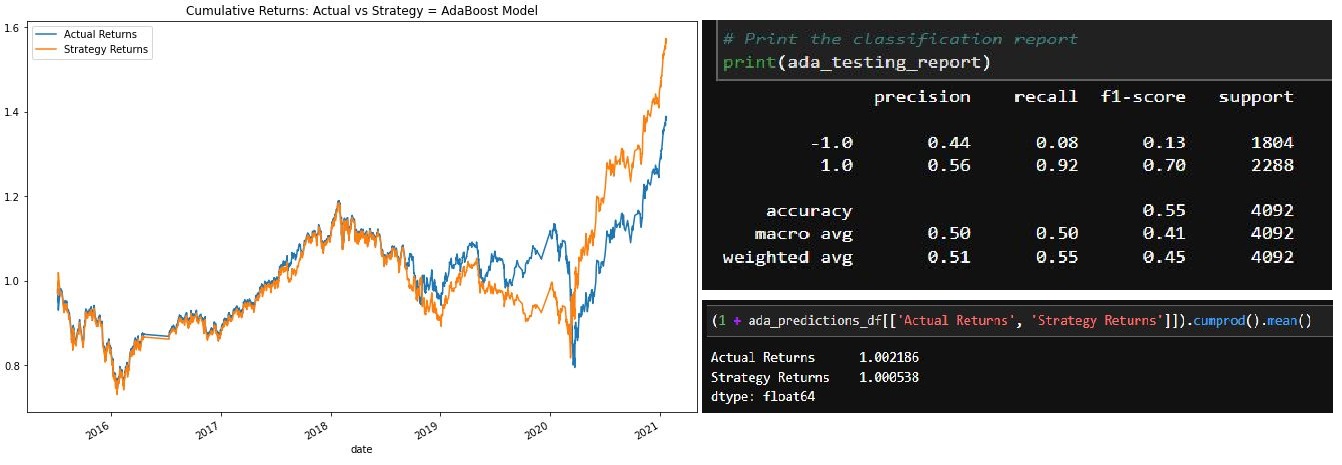 Cumulative Returns: Actual vs Strategy = AdaBoost Model
Actual Returns
Strategy Returns
1.6
1.4
1.2
1.0
0.8
2016 2017 2018 2019 2020 2021
date
# Print the classification report
print(ada_testing_report)
precision recall f1-score support
-1.0 0.44 0.08 0.13 1804
1.0 0.56 0.92 0.70 2288
accuracy 0.55 4092
macro avg 0.50 0.50 0.41 4092
weighted avg 0.51 0.55 0.45 4092
(1 + ada_predictions_df[['Actual Returns', 'Strategy Returns']]).cumprod().mean()
Actual Returns 1.002186
Strategy Returns 1.000538
dtype: float64